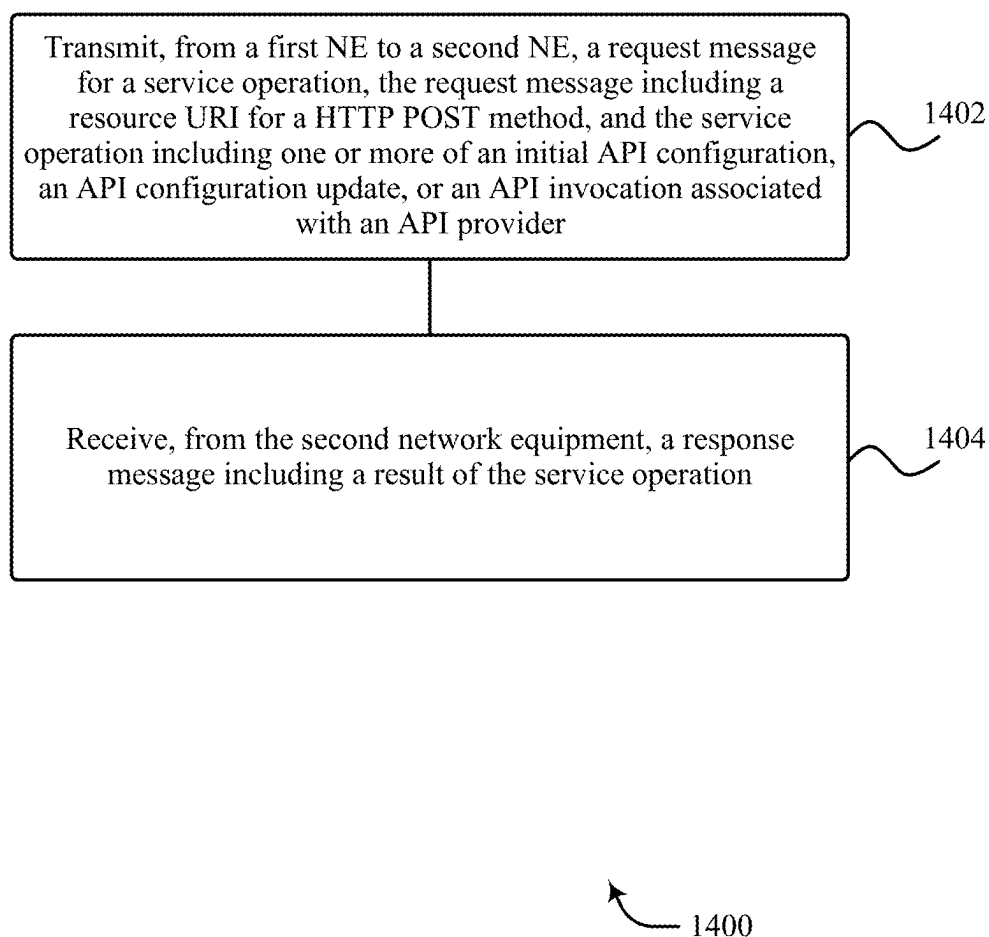 Transmit, from a first NE to a second NE, a request message
for a service operation, the request message including a
resource URI for a HTTP POST method, and the service
operation including one or more of an initial API configuration,
an API configuration update, or an API invocation associated
with an API provider
1402
Receive, from the second network equipment, a response
message including a result of the service operation
1404
1400